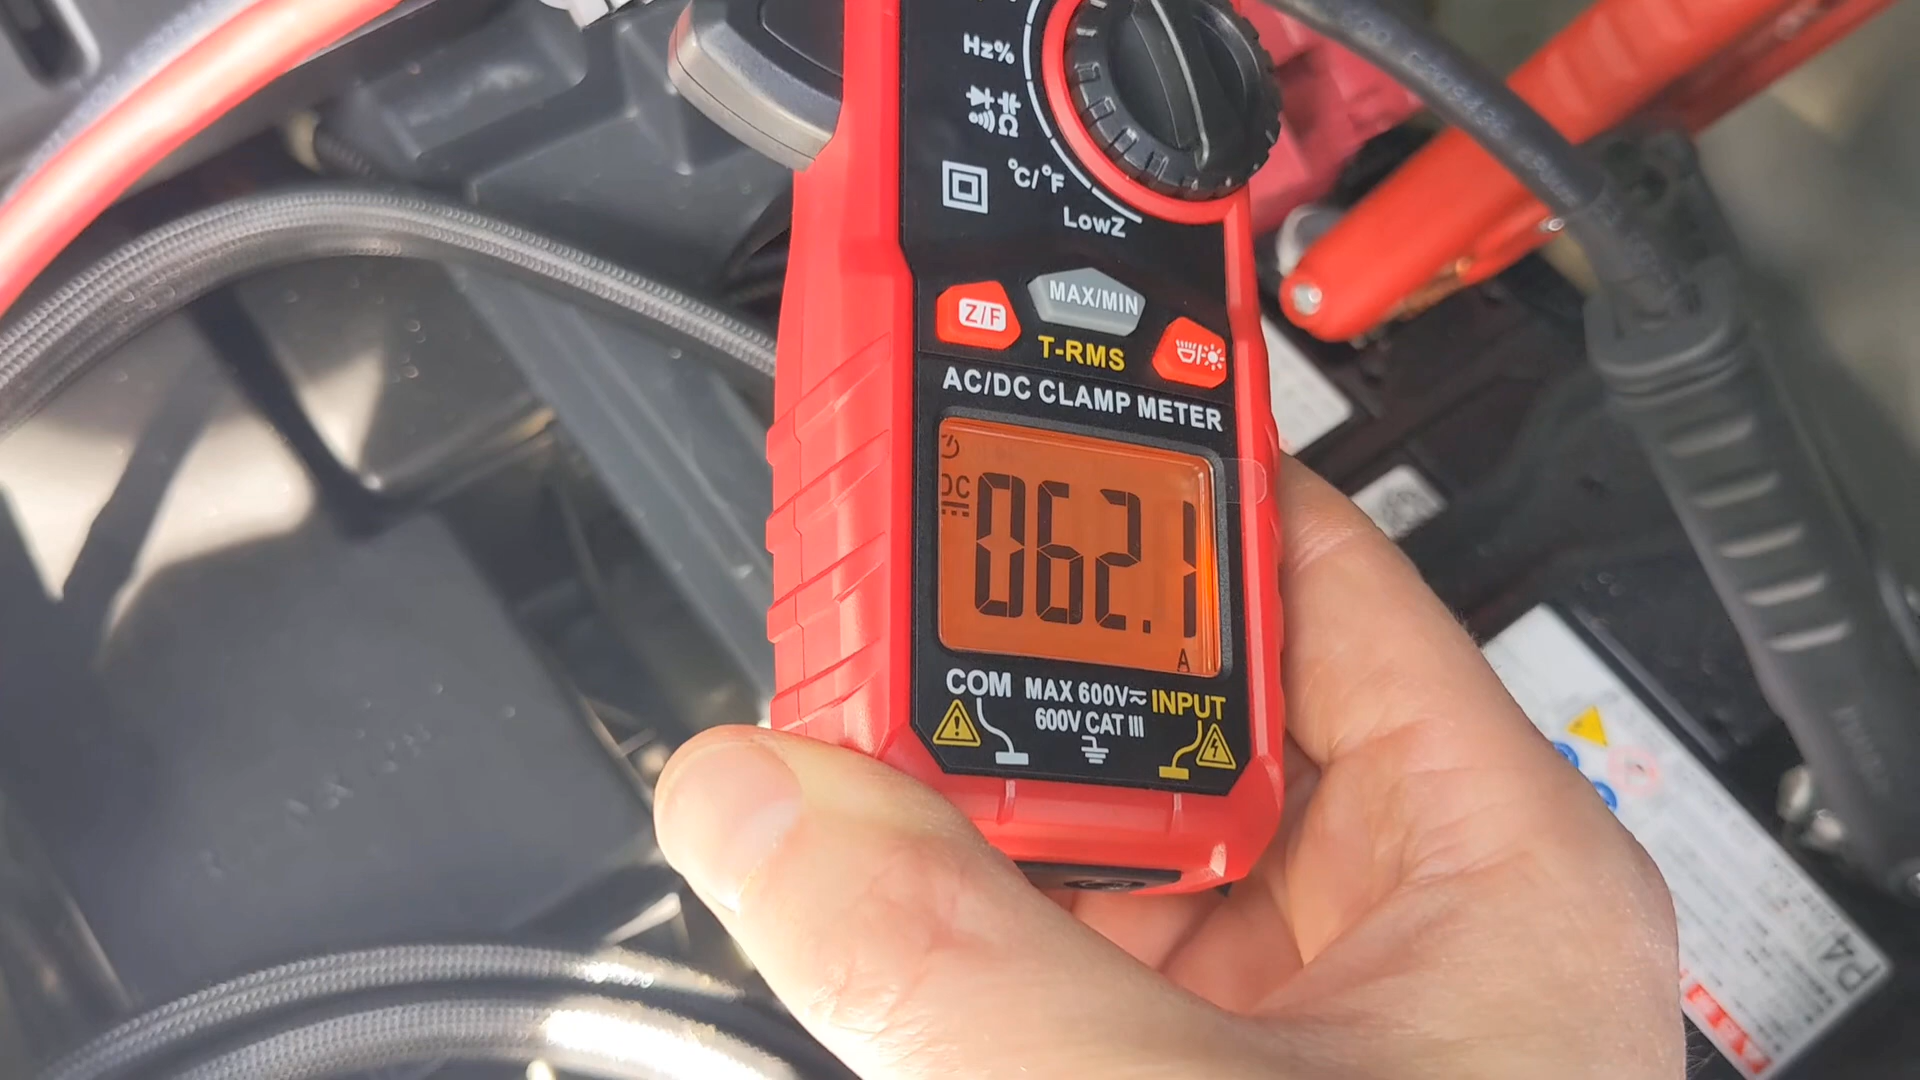 Hz%
°C/°F
LowZ
Z/F
MAX/MIN
T-RMS
AC/DC CLAMP METER
DC
062.1
A
COM
MAX 600V
INPUT
600V CAT III
P4